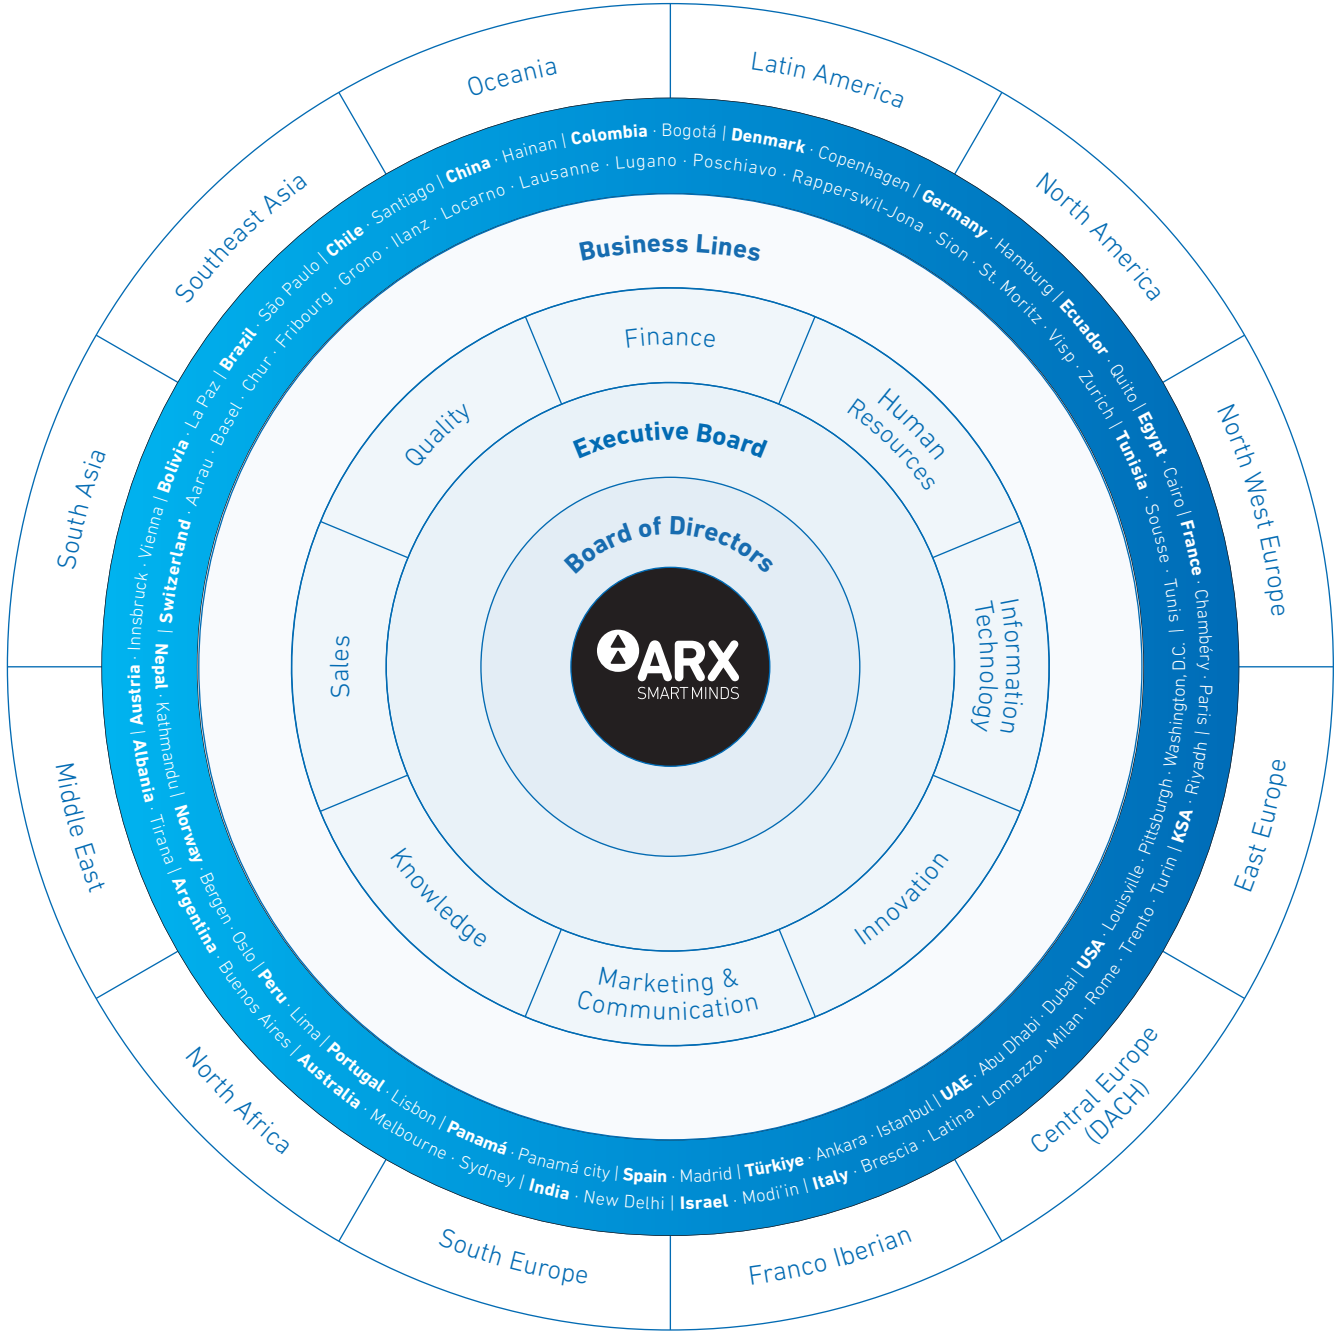 Latin America
North America
North West Europe
East Europe
Central Europe
(DACH)
Franco Iberian
South Europe
North Africa
Middle East
South Asia
Southeast Asia
Oceania
Albania · Tirana | Argentina · Buenos Aires | Australia · Melbourne · Sydney | India · New Delhi | Israel · Modi'in | Italy · Brescia · Latina · Lomazzo · Milan · Rome · Trento · Turin | KSA · Riyadh |
Austria · Innsbruck · Vienna | Bolivia · La Paz | Brazil · São Paulo | Chile · Santiago | China · Hainan | Colombia · Bogotá | Denmark · Copenhagen | Germany · Hamburg | Ecuador · Quito | Egypt · Cairo | France · Chambéry · Paris |
Nepal · Kathmandu | Norway · Bergen · Oslo | Peru · Lima | Portugal · Lisbon | Panamá · Panamá city | Spain · Madrid | Türkiye · Ankara · Istanbul | UAE · Abu Dhabi · Dubai | USA · Louisville · Pittsburgh · Washington, D.C. |
Switzerland · Aarau · Basel · Chur · Fribourg · Grono · Ilanz · Locarno · Lausanne · Lugano · Poschiavo · Rapperswil-Jona · Sion · St. Moritz · Visp · Zurich | Tunisia · Sousse · Tunis |
Business Lines
Finance
Human
Resources
Information
Technology
Innovation
Marketing &
Communication
Knowledge
Sales
Quality
Executive Board
Board of Directors
ARX
SMART MINDS